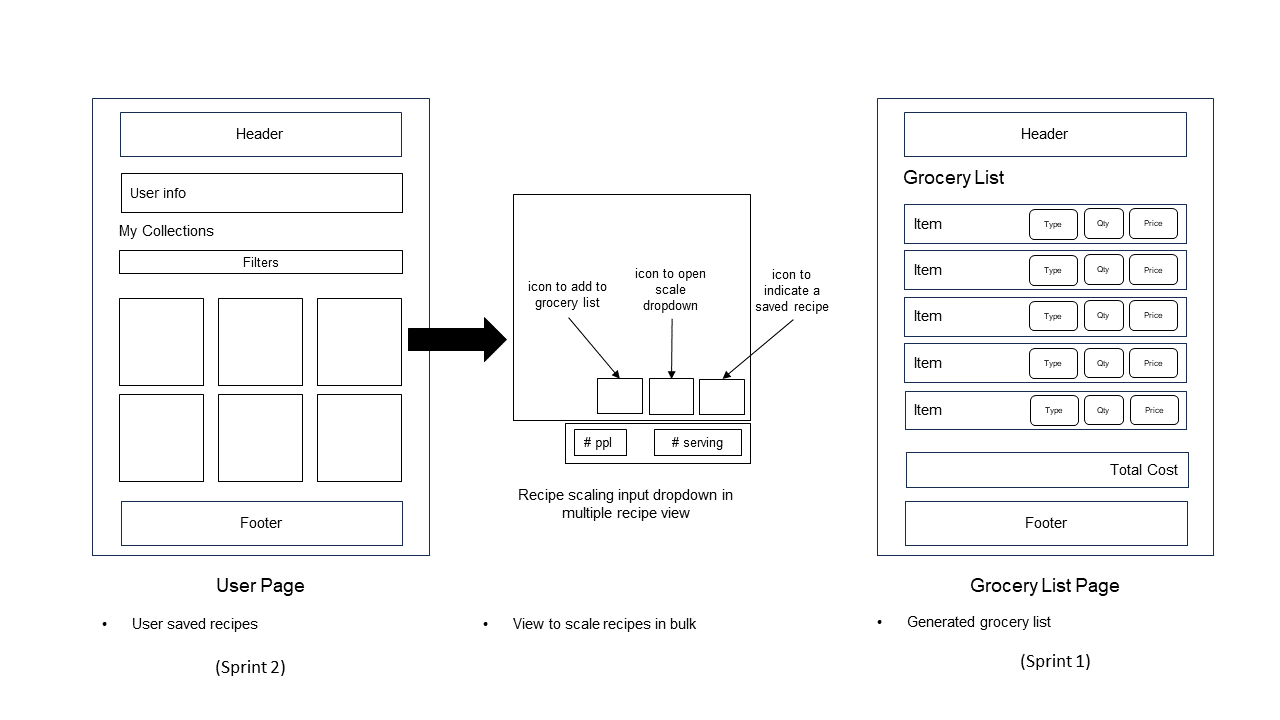 Header
User info
My Collections
Filters
Footer
User Page
• User saved recipes
(Sprint 2)
icon to add to
grocery list
icon to open
scale
dropdown
icon to
indicate a
saved recipe
# ppl
# serving
Recipe scaling input dropdown in
multiple recipe view
• View to scale recipes in bulk
Header
Grocery List
Item Type Qty Price
Item Type Qty Price
Item Type Qty Price
Item Type Qty Price
Item Type Qty Price
Total Cost
Footer
Grocery List Page
• Generated grocery list
(Sprint 1)